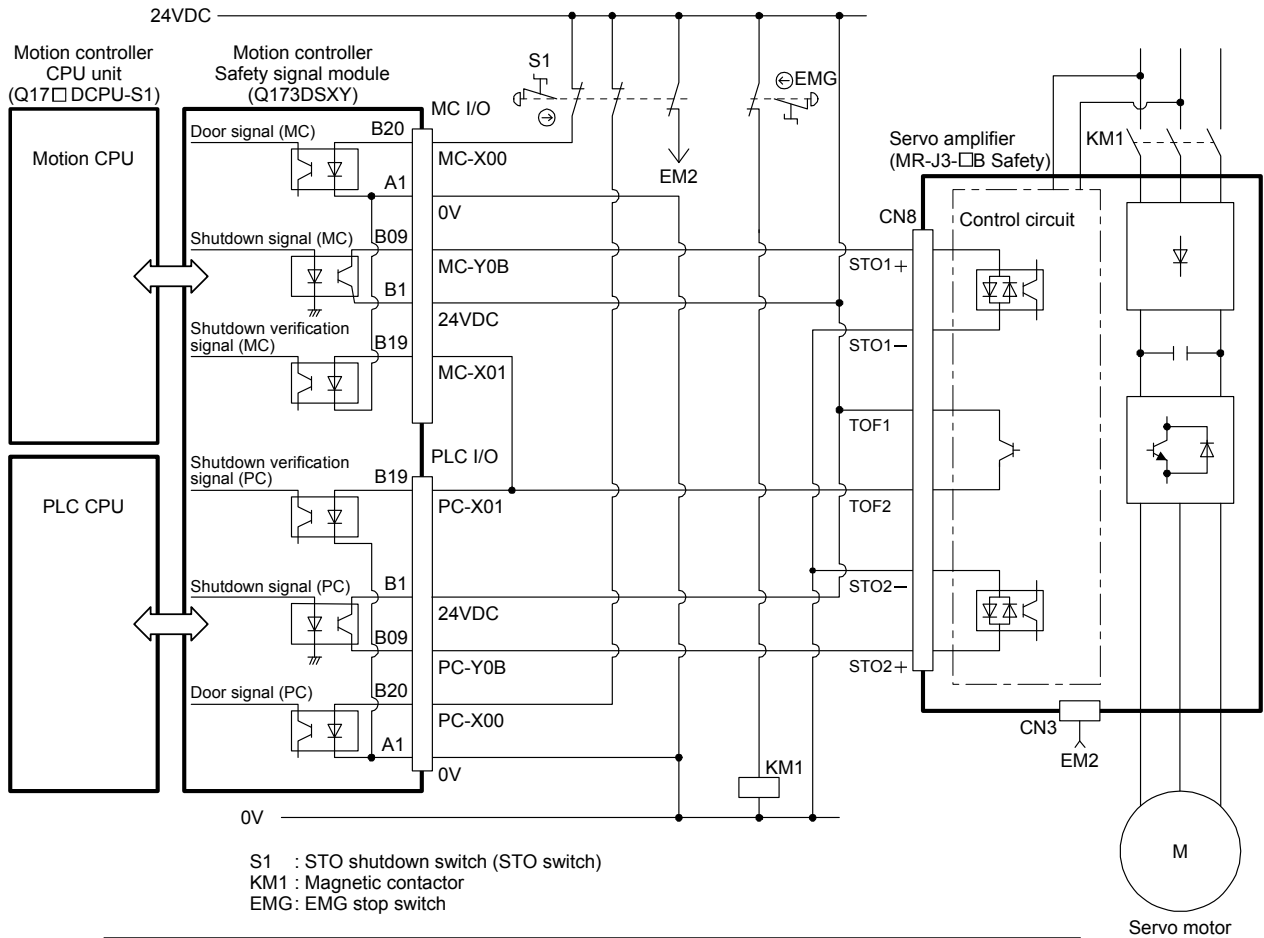 24VDC
Motion controller
CPU unit
(Q17□DCPU-S1)
Motion CPU
PLC CPU
Motion controller
Safety signal module
(Q173DSXY)
MC I/O
Door signal (MC)
B20
MC-X00
A1
0V
Shutdown signal (MC)
B09
MC-Y0B
B1
24VDC
Shutdown verification
signal (MC)
B19
MC-X01
PLC I/O
Shutdown verification
signal (PC)
B19
PC-X01
Shutdown signal (PC)
B1
24VDC
B09
PC-Y0B
Door signal (PC)
B20
PC-X00
A1
0V
S1
EM2
EMG
KM1
0V
Servo amplifier
(MR-J3-□B Safety)
KM1
CN8
Control circuit
STO1+
STO1−
TOF1
TOF2
STO2−
STO2+
CN3
EM2
M
Servo motor
S1 : STO shutdown switch (STO switch)
KM1 : Magnetic contactor
EMG: EMG stop switch